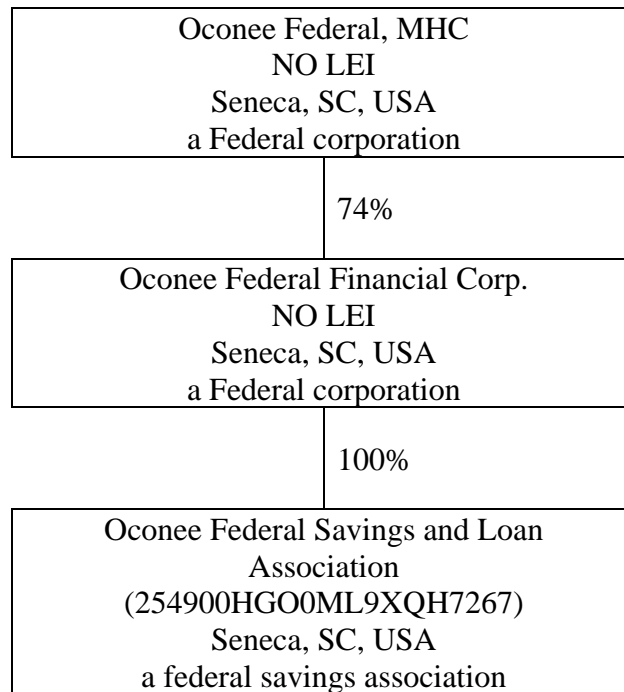 Oconee Federal, MHC
NO LEI
Seneca, SC, USA
a Federal corporation
74%
Oconee Federal Financial Corp.
NO LEI
Seneca, SC, USA
a Federal corporation
100%
Oconee Federal Savings and Loan
Association
(254900HGO0ML9XQH7267)
Seneca, SC, USA
a federal savings association